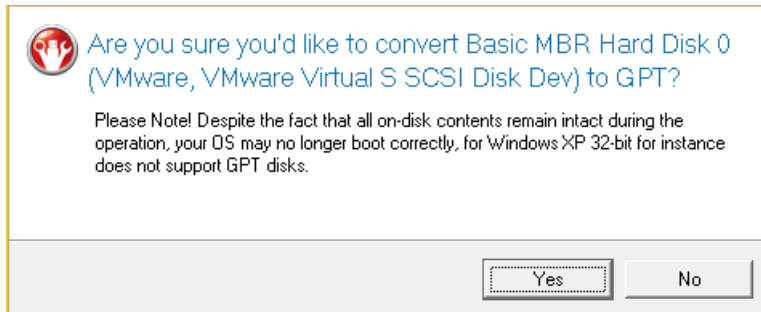 Are you sure you'd like to convert Basic MBR Hard Disk 0
(VMware, VMware Virtual S SCSI Disk Dev) to GPT?
Please Note! Despite the fact that all on-disk contents remain intact during the
operation, your OS may no longer boot correctly, for Windows XP 32-bit for instance
does not support GPT disks.
Yes No